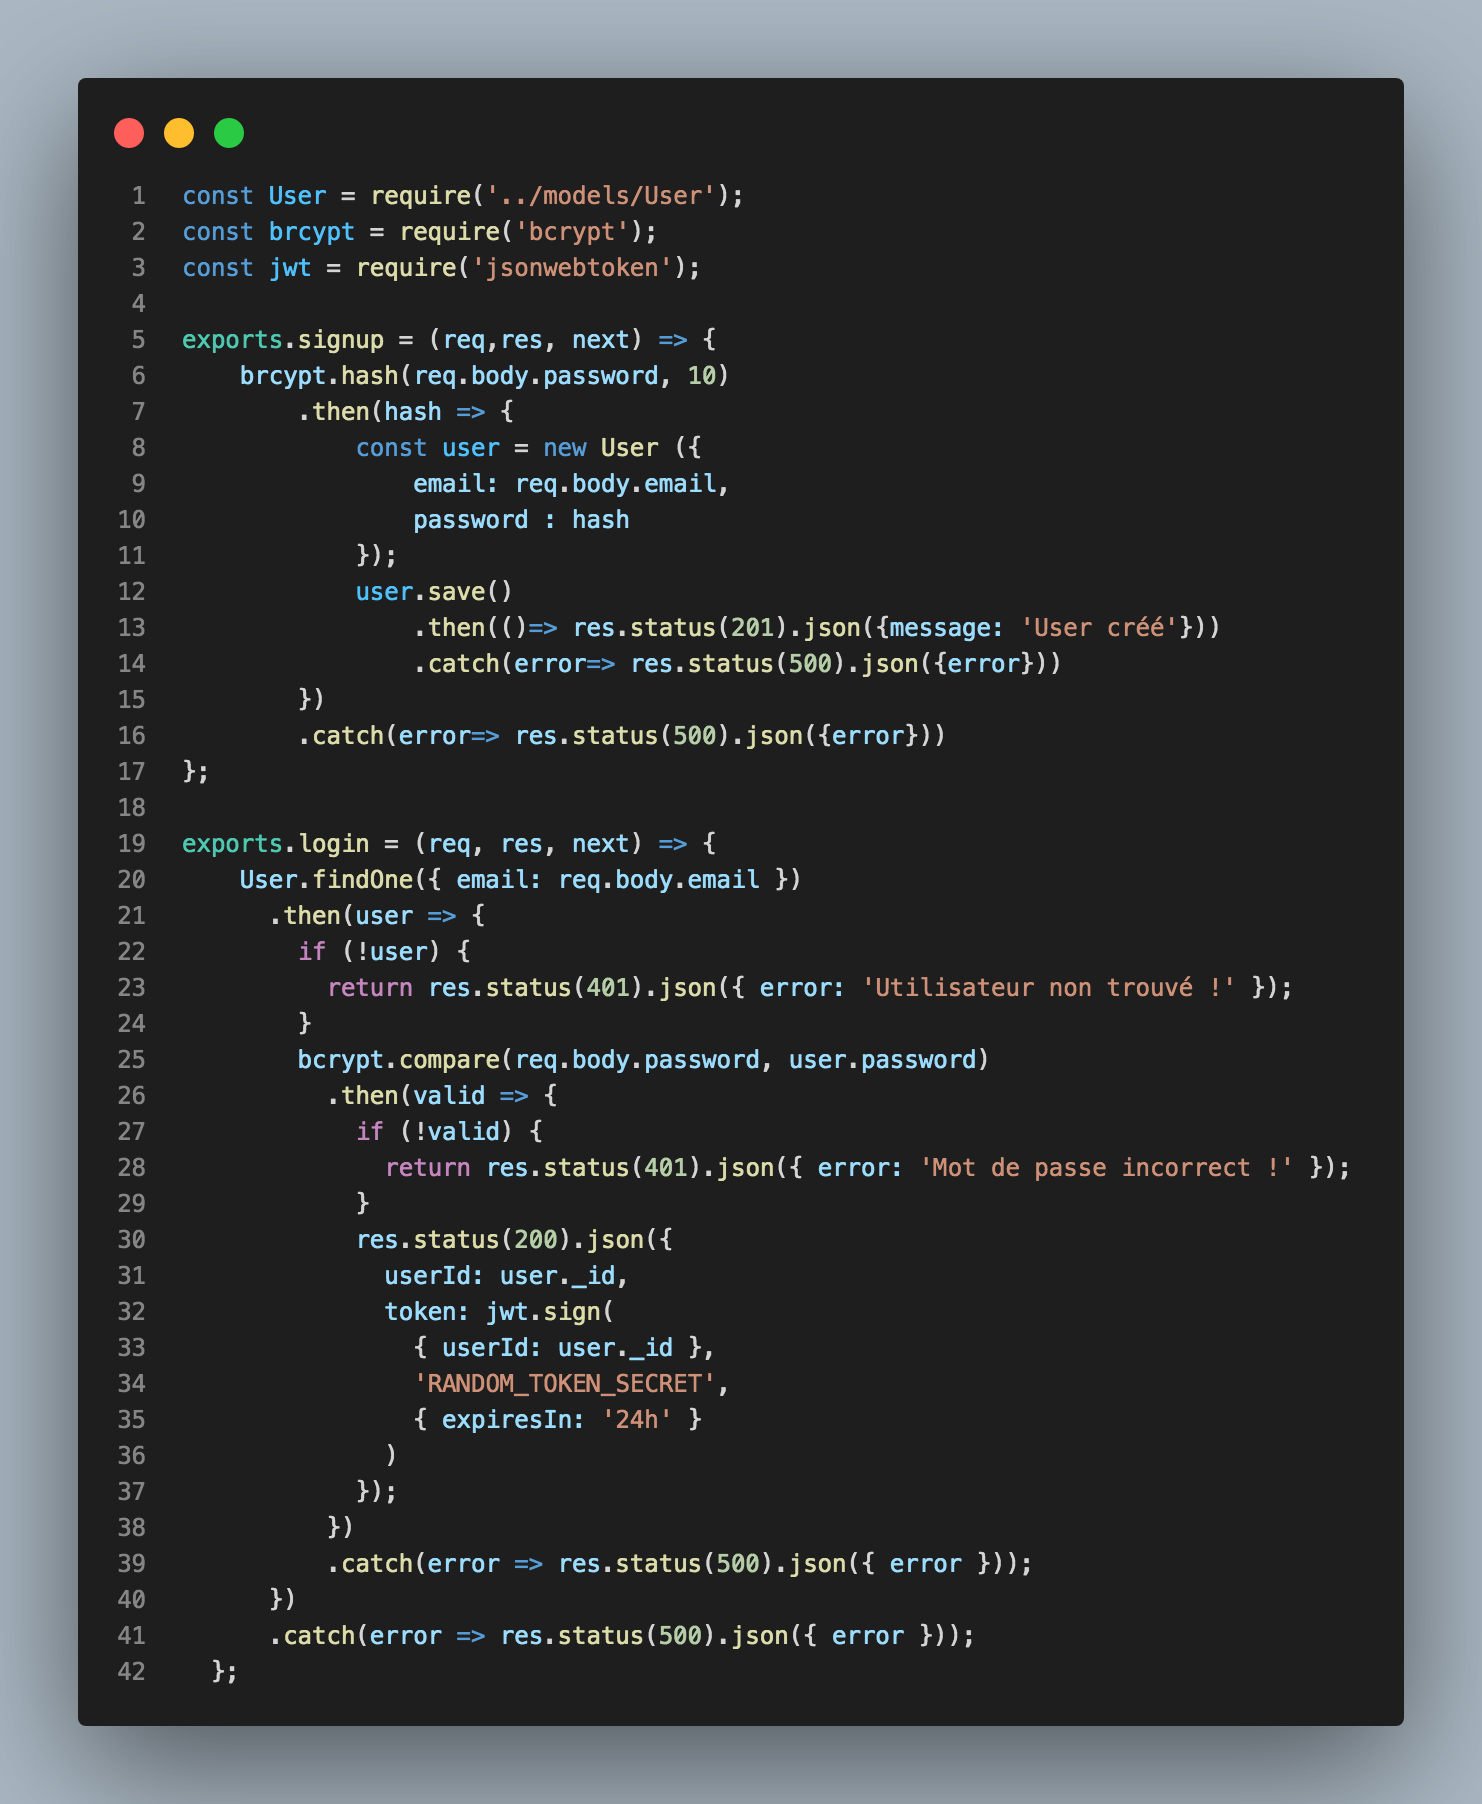 1 const User = require('../models/User');
2 const brcypt = require('bcrypt');
3 const jwt = require('jsonwebtoken');
4
5 exports.signup = (req,res, next) => {
6     brcypt.hash(req.body.password, 10)
7         .then(hash => {
8             const user = new User ({
9                 email: req.body.email,
10                 password : hash
11             });
12             user.save()
13                 .then(()=> res.status(201).json({message: 'User créé'}))
14                 .catch(error=> res.status(500).json({error}))
15         })
16         .catch(error=> res.status(500).json({error}))
17 };
18
19 exports.login = (req, res, next) => {
20     User.findOne({ email: req.body.email })
21       .then(user => {
22         if (!user) {
23           return res.status(401).json({ error: 'Utilisateur non trouvé !' });
24         }
25         bcrypt.compare(req.body.password, user.password)
26           .then(valid => {
27             if (!valid) {
28               return res.status(401).json({ error: 'Mot de passe incorrect !' });
29             }
30             res.status(200).json({
31               userId: user._id,
32               token: jwt.sign(
33                 { userId: user._id },
34                 'RANDOM_TOKEN_SECRET',
35                 { expiresIn: '24h' }
36               )
37             });
38           })
39           .catch(error => res.status(500).json({ error }));
40       })
41       .catch(error => res.status(500).json({ error }));
42   };